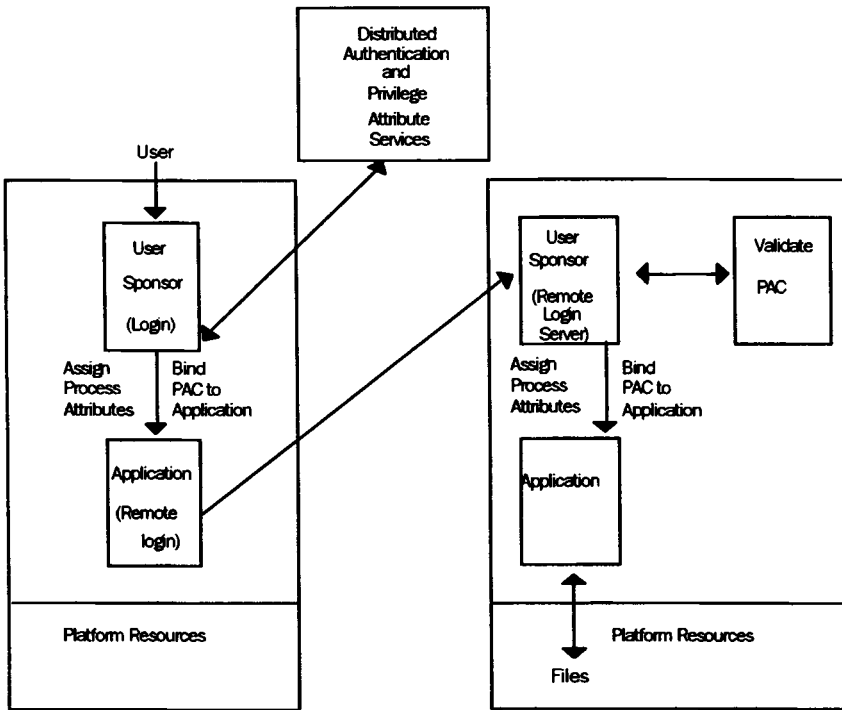 Distributed
Authentication
and
Privilege
Attribute
Services
User
User
Sponsor
(Login)
Assign
Process
Attributes
Bind
PAC to
Application
Application
(Remote
login)
Platform Resources
User
Sponsor
(Remote
Login
Server)
Validate
PAC
Assign
Process
Attributes
Bind
PAC to
Application
Application
Platform Resources
Files